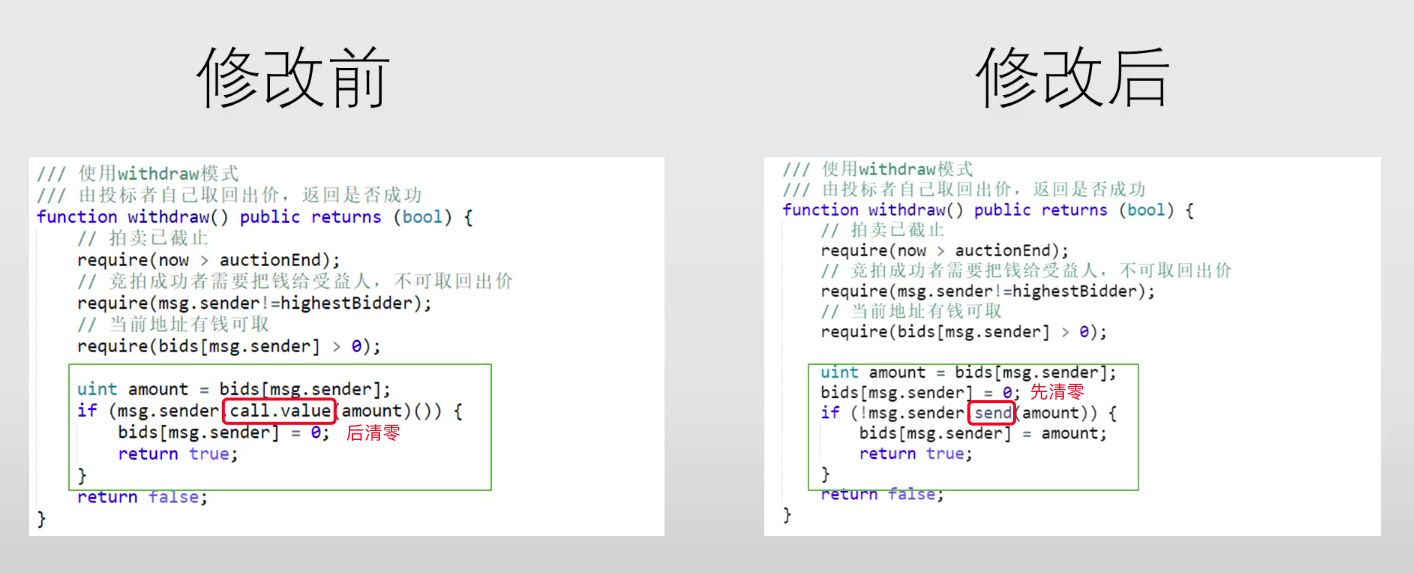 修改前
/// 使用withdraw模式
/// 由投标者自己取回出价，返回是否成功
function withdraw() public returns (bool) {
// 拍卖已截止
require(now > auctionEnd);
// 竞拍成功者需要把钱给受益人，不可取回出价
require(msg.sender!=highestBidder);
// 当前地址有钱可取
require(bids[msg.sender] > 0);
uint amount = bids[msg.sender];
if (msg.sender.call.value(amount)()) {
bids[msg.sender] = 0; 后清零
return true;
}
return false;
}
修改后
/// 使用withdraw模式
/// 由投标者自己取回出价，返回是否成功
function withdraw() public returns (bool) {
// 拍卖已截止
require(now > auctionEnd);
// 竞拍成功者需要把钱给受益人，不可取回出价
require(msg.sender!=highestBidder);
// 当前地址有钱可取
require(bids[msg.sender] > 0);
uint amount = bids[msg.sender];
bids[msg.sender] = 0; 先清零
if (!msg.sender.send(amount)) {
bids[msg.sender] = amount;
return true;
}
return false;
}